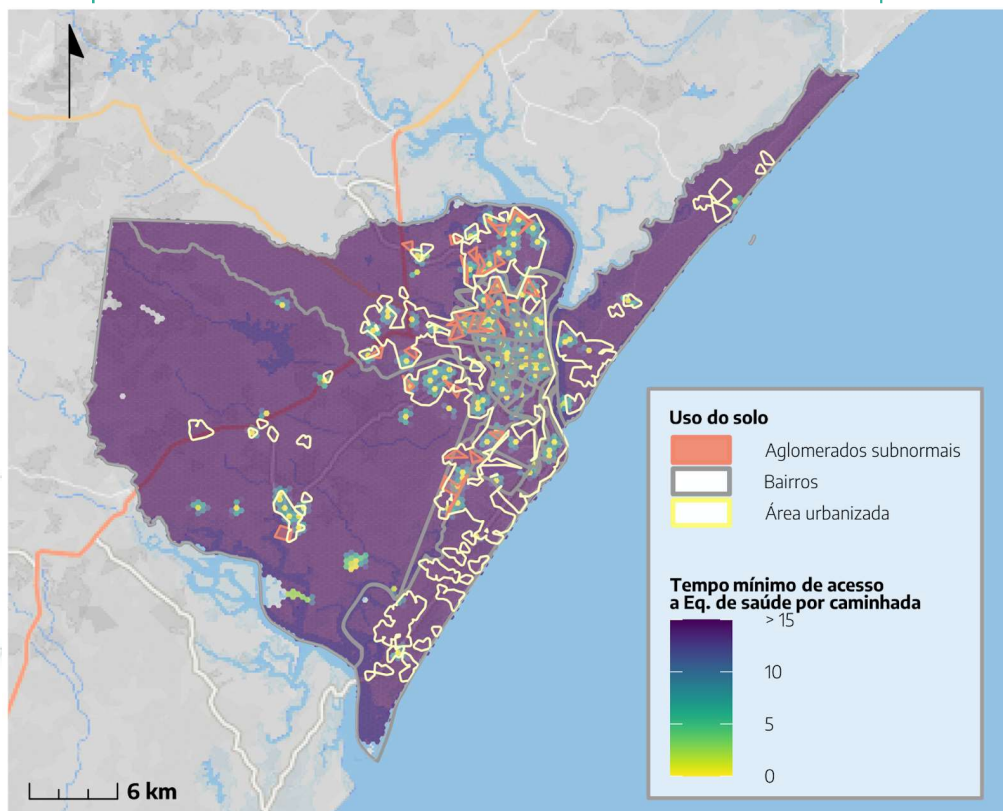 Uso do solo
Aglomerados subnormais
Bairros
Área urbanizada
Tempo mínimo de acesso
a Eq. de saúde por caminhada
> 15
10
5
0
6 km